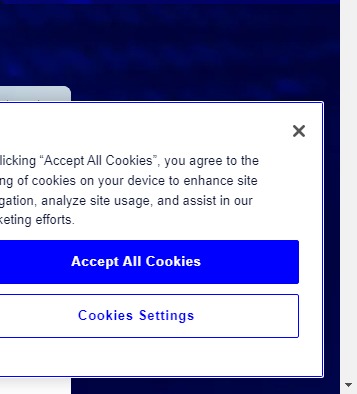 licking “Accept All Cookies”, you agree to the
ng of cookies on your device to enhance site
gation, analyze site usage, and assist in our
keting efforts.
Accept All Cookies
Cookies Settings